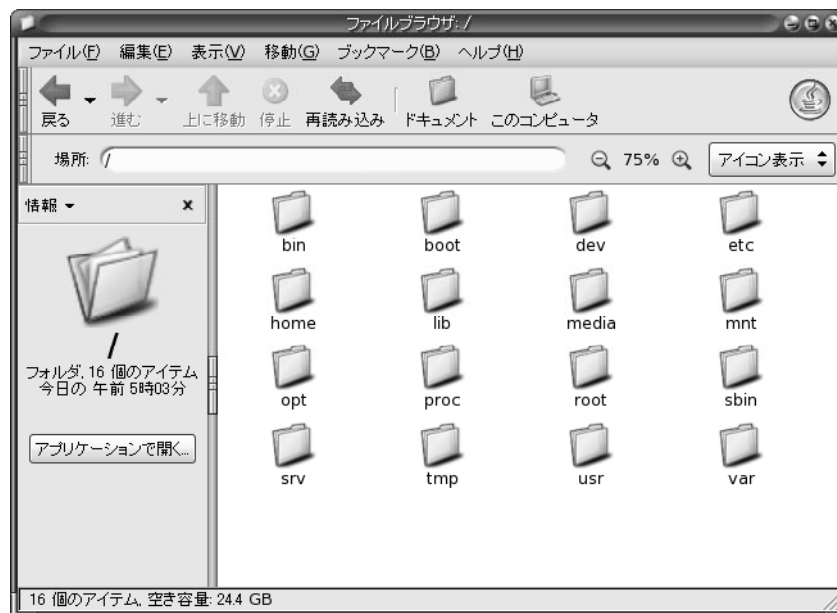 ファイルブラウザ: /
ファイル(F) 編集(E) 表示(V) 移動(G) ブックマーク(B) ヘルプ(H)
戻る 進む 上に移動 停止 再読み込み ドキュメント このコンピュータ
場所: / 75% アイコン表示
情報
/
フォルダ, 16 個のアイテム
今日の 午前 5時03分
アプリケーションで開く...
bin boot dev etc
home lib media mnt
opt proc root sbin
srv tmp usr var
16 個のアイテム, 空き容量: 24.4 GB